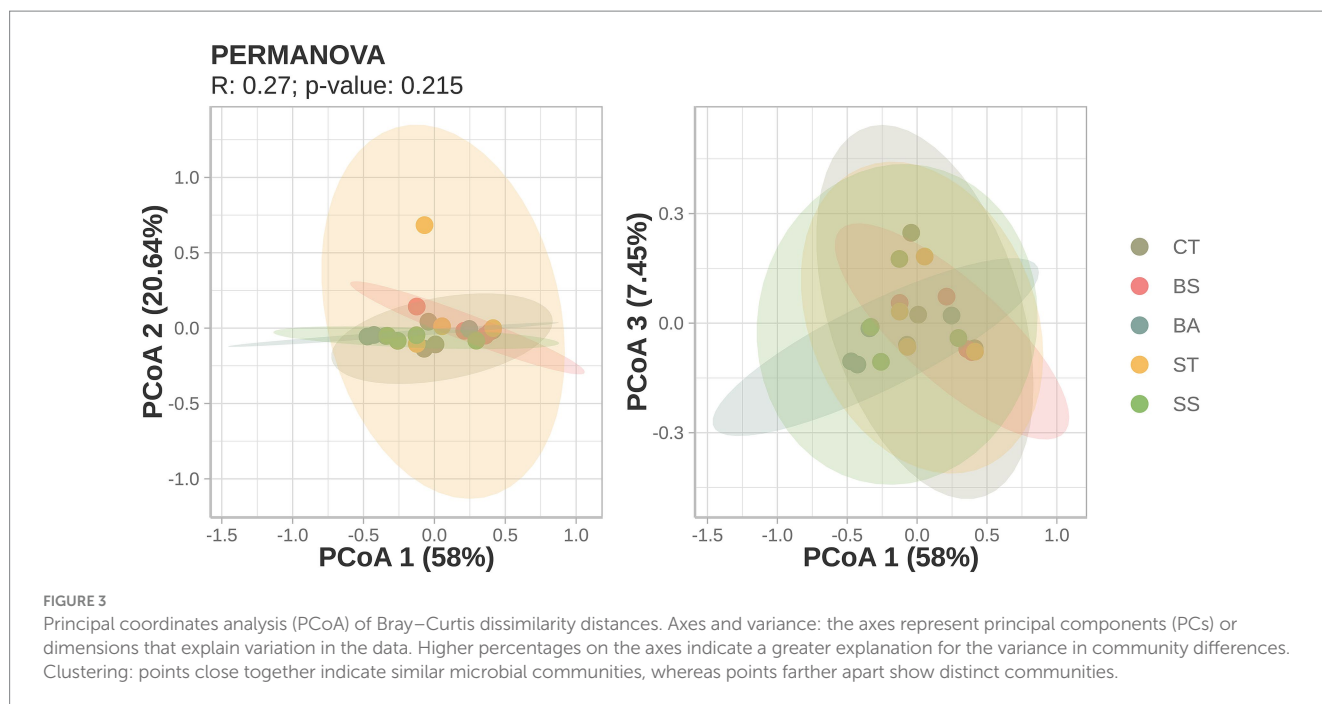 PERMANOVA
R: 0.27; p-value: 0.215
PCoA 2 (20.64%)
1.0
0.5
0.0
-0.5
-1.0
-1.5 -1.0 -0.5 0.0 0.5 1.0
PCoA 1 (58%)
PCoA 3 (7.45%)
0.3
0.0
-0.3
-1.5 -1.0 -0.5 0.0 0.5 1.0
PCoA 1 (58%)
CT
BS
BA
ST
SS
FIGURE 3
Principal coordinates analysis (PCoA) of Bray–Curtis dissimilarity distances. Axes and variance: the axes represent principal components (PCs) or
dimensions that explain variation in the data. Higher percentages on the axes indicate a greater explanation for the variance in community differences.
Clustering: points close together indicate similar microbial communities, whereas points farther apart show distinct communities.